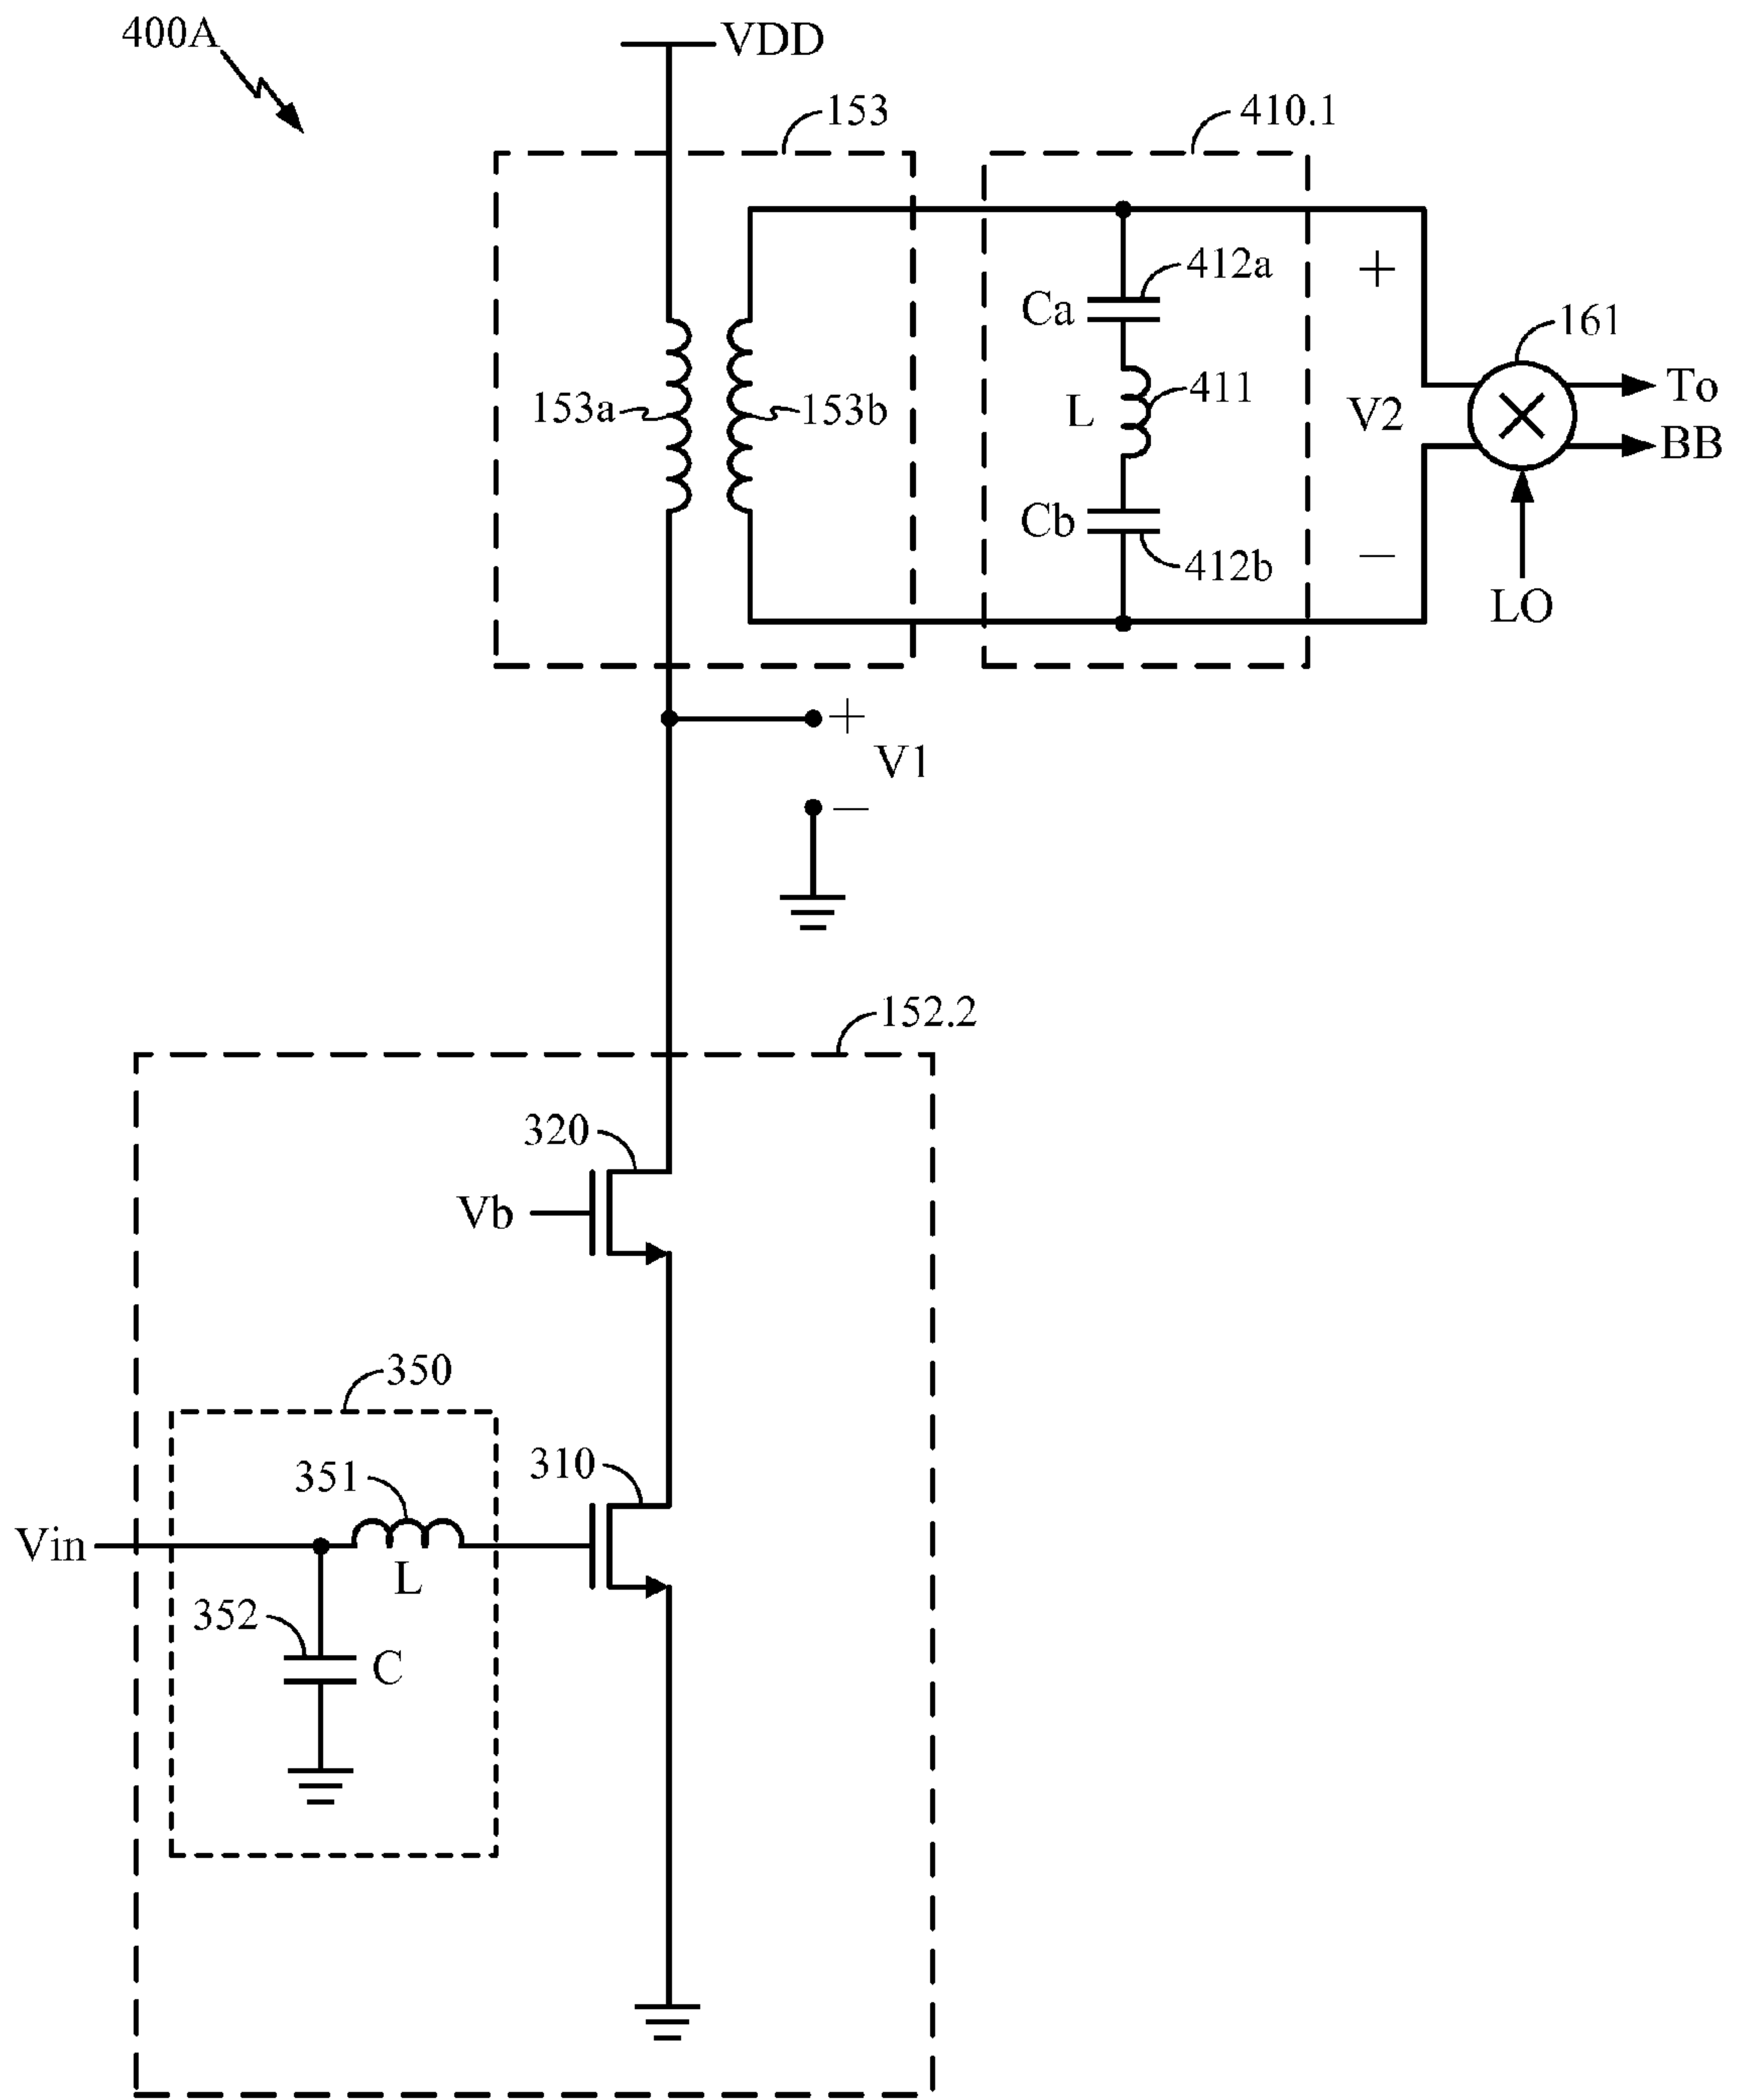 400A
VDD
153
410.1
412a
Ca
+
161
153a
153b
L
411
V2
To
BB
Cb
412b
−
LO
+
V1
−
152.2
320
Vb
350
351
310
Vin
L
352
C